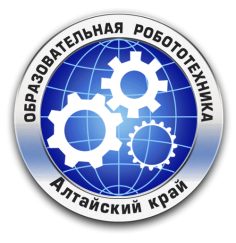 ОБРАЗОВАТЕЛЬНАЯ РОБОТОТЕХНИКА
Алтайский край